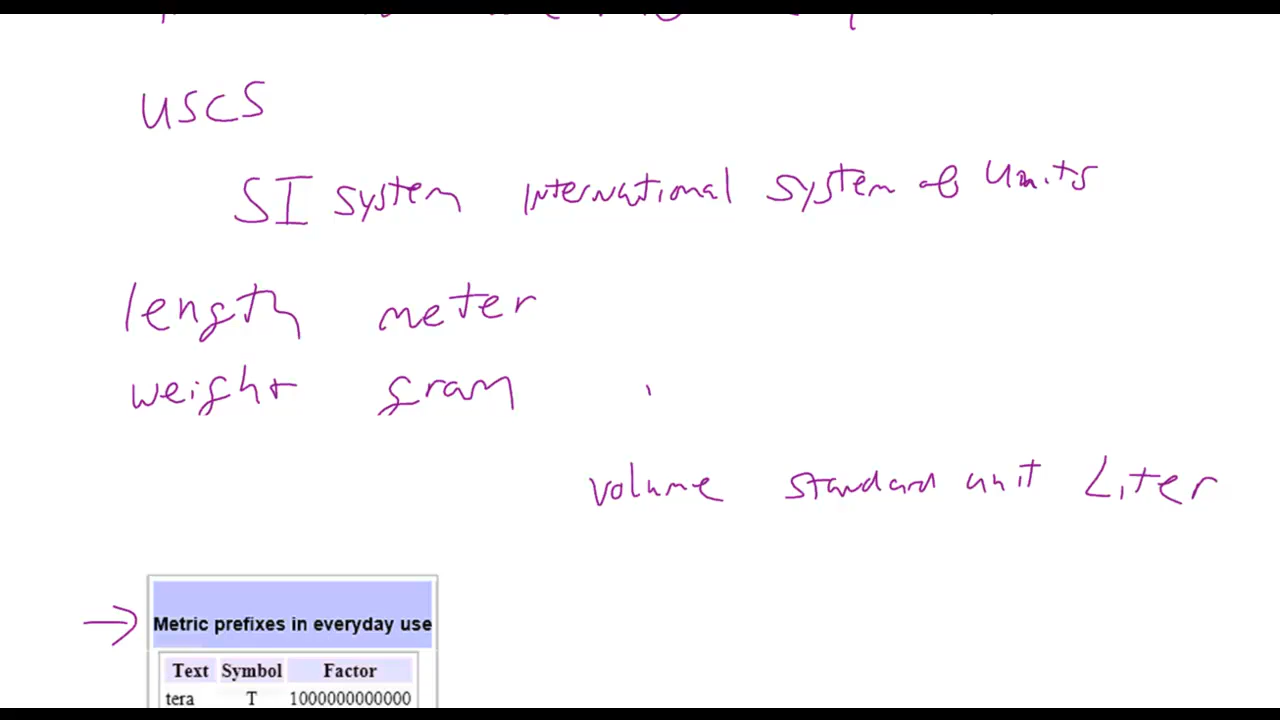 USCS
SI system International system of Units
length meter
weight gram
volume standard unit Liter
Metric prefixes in everyday use
Text Symbol Factor
tera T 1000000000000